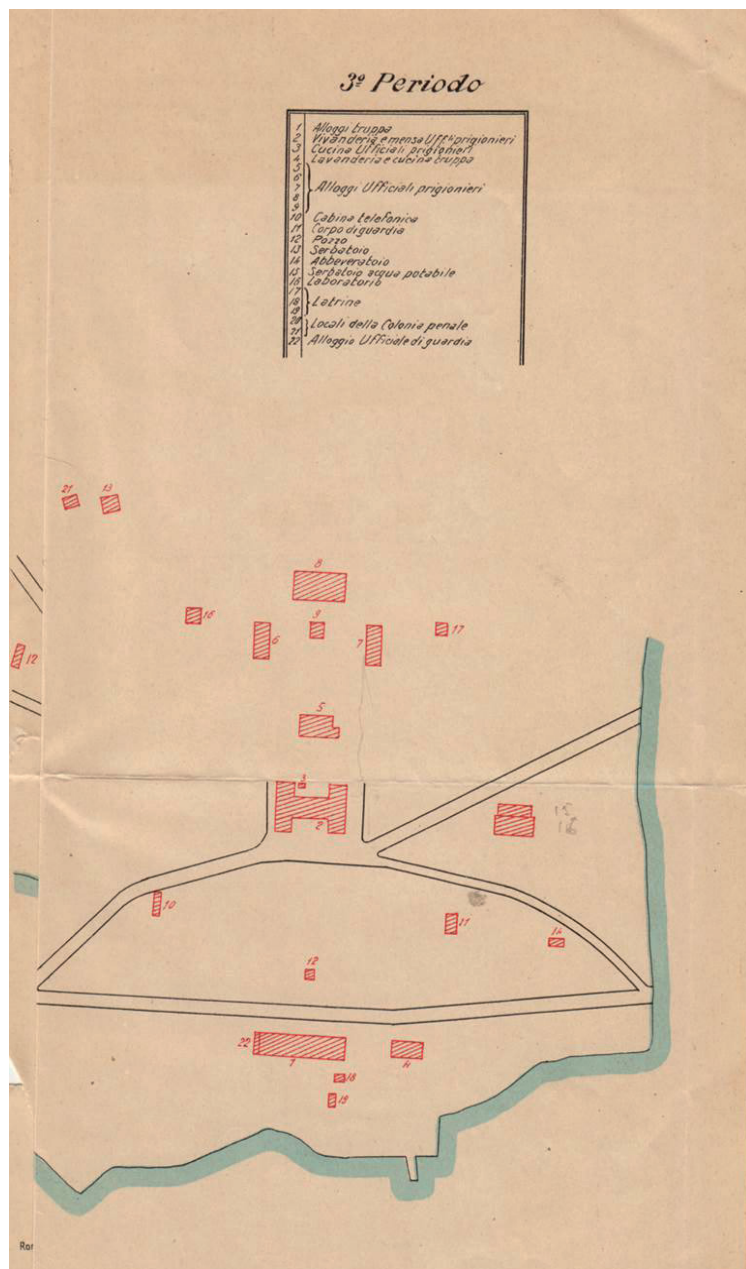 3º Periodo
1 Alloggi truppa
2 Vivanderia e mensa Uff.li prigionieri
3 Cucina Ufficiali prigionieri
4 Lavanderia e cucina truppa
5
6
7 Alloggi Ufficiali prigionieri
8
9
10 Cabina telefonica
11 Corpo di guardia
12 Pozzo
13 Serbatoio
14 Abbeveratoio
15 Serbatoio acqua potabile
16 Laboratorio
17
18 Latrine
19
20 Locali della Colonia penale
21
22 Alloggio Ufficiale di guardia
21 13
8
16 9 17
6 7
12
5
3
2
15
16
10
11
14
12
22
1 4
18
19